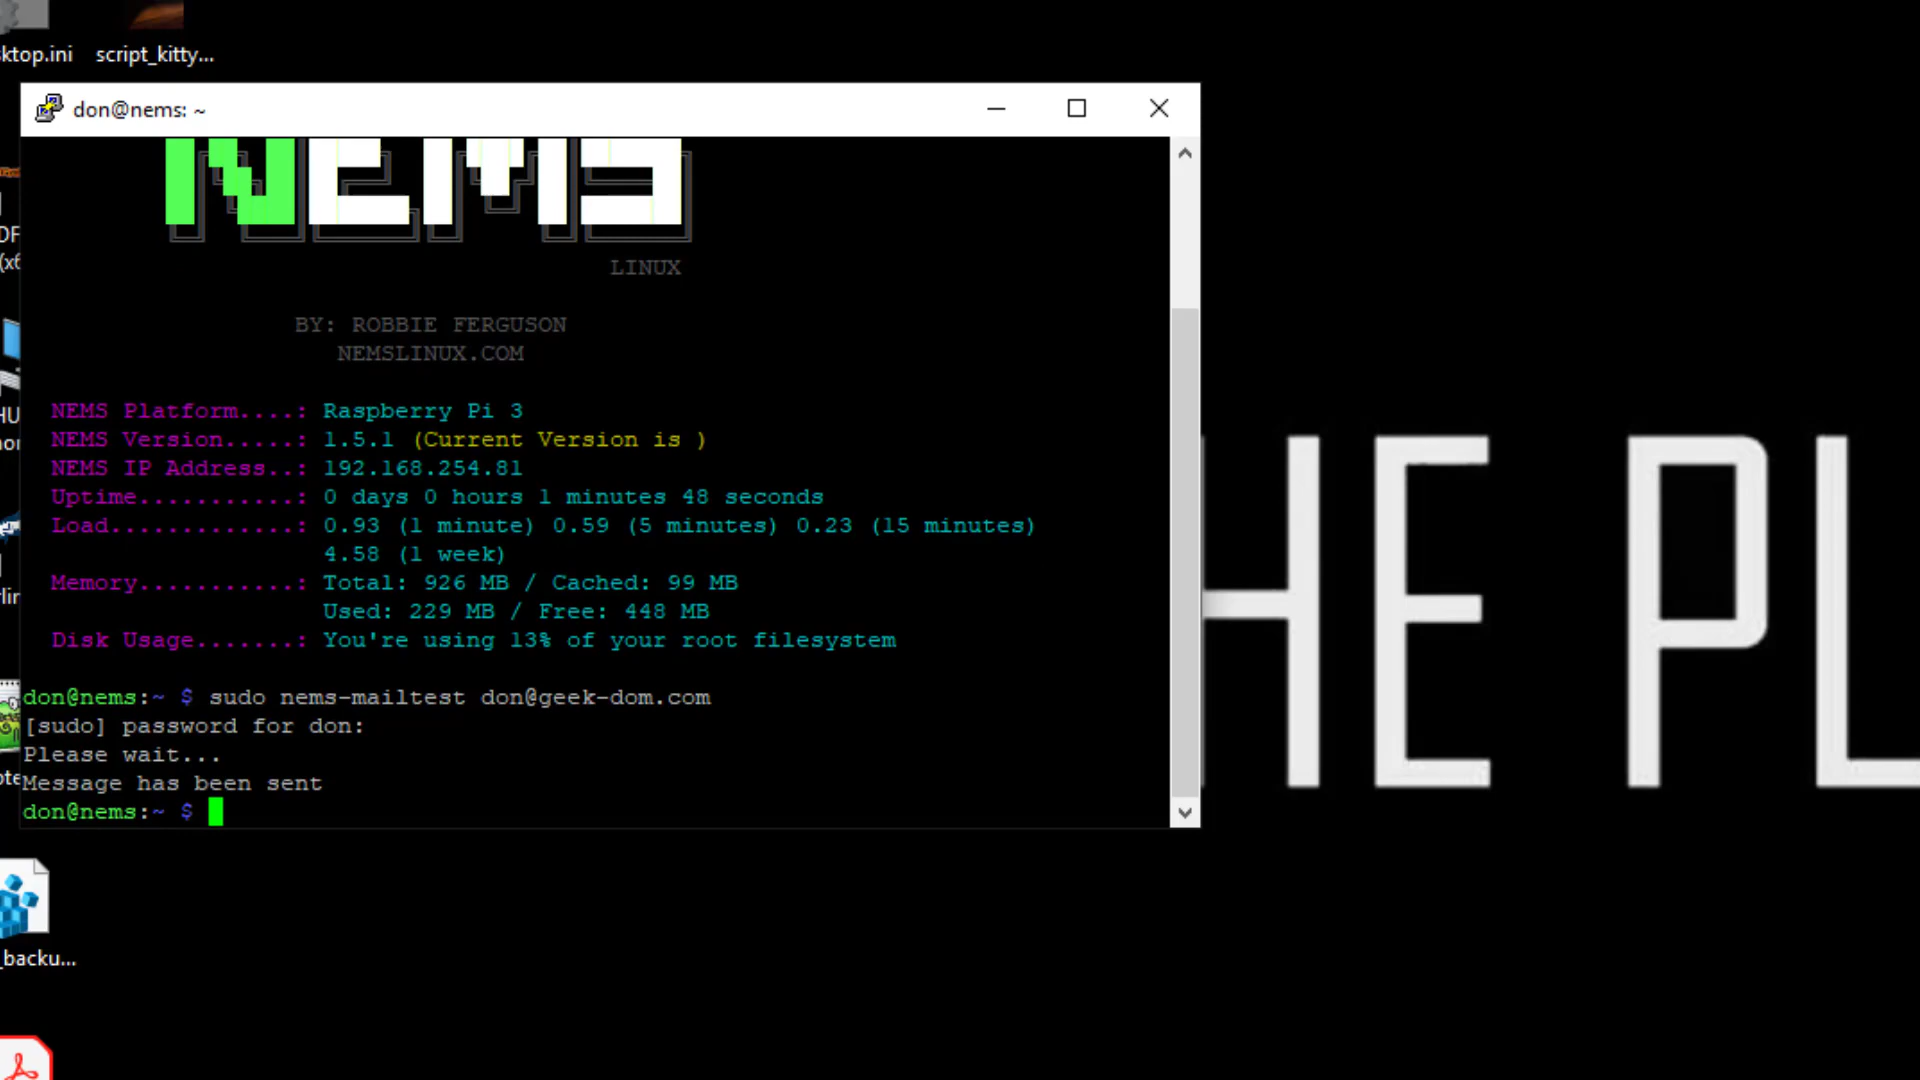 ktop.ini
script_kitty...
don@nems: ~
NEMS
LINUX
BY: ROBBIE FERGUSON
NEMSLINUX.COM
NEMS Platform....: Raspberry Pi 3
NEMS Version.....: 1.5.1 (Current Version is )
NEMS IP Address..: 192.168.254.81
Uptime...........: 0 days 0 hours 1 minutes 48 seconds
Load.............: 0.93 (1 minute) 0.59 (5 minutes) 0.23 (15 minutes)
4.58 (1 week)
Memory...........: Total: 926 MB / Cached: 99 MB
Used: 229 MB / Free: 448 MB
Disk Usage.......: You're using 13% of your root filesystem
don@nems:~ $ sudo nems-mailtest don@geek-dom.com
[sudo] password for don:
Please wait...
Message has been sent
don@nems:~ $
HE PL
_backu...